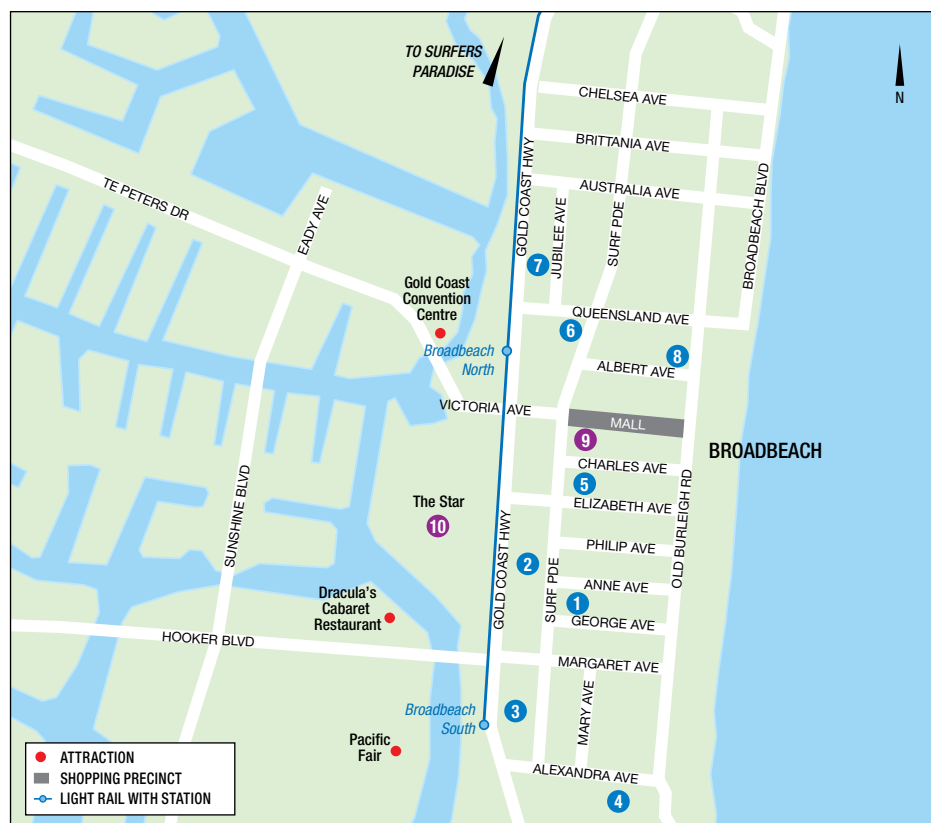 TO SURFERS
PARADISE
N
CHELSEA AVE
BRITTANIA AVE
AUSTRALIA AVE
TE PETERS DR
EADY AVE
GOLD COAST HWY
JUBILEE AVE
SURF PDE
BROADBEACH BLVD
7
Gold Coast
Convention
Centre
QUEENSLAND AVE
6
Broadbeach
North
8
ALBERT AVE
VICTORIA AVE
MALL
9
BROADBEACH
CHARLES AVE
5
ELIZABETH AVE
The Star
10
SUNSHINE BLVD
GOLD COAST HWY
PHILIP AVE
2
OLD BURLEIGH RD
ANNE AVE
SURF PDE
1
Dracula's
Cabaret
Restaurant
GEORGE AVE
HOOKER BLVD
MARGARET AVE
MARY AVE
Broadbeach
South
3
Pacific
Fair
ALEXANDRA AVE
4
ATTRACTION
SHOPPING PRECINCT
LIGHT RAIL WITH STATION